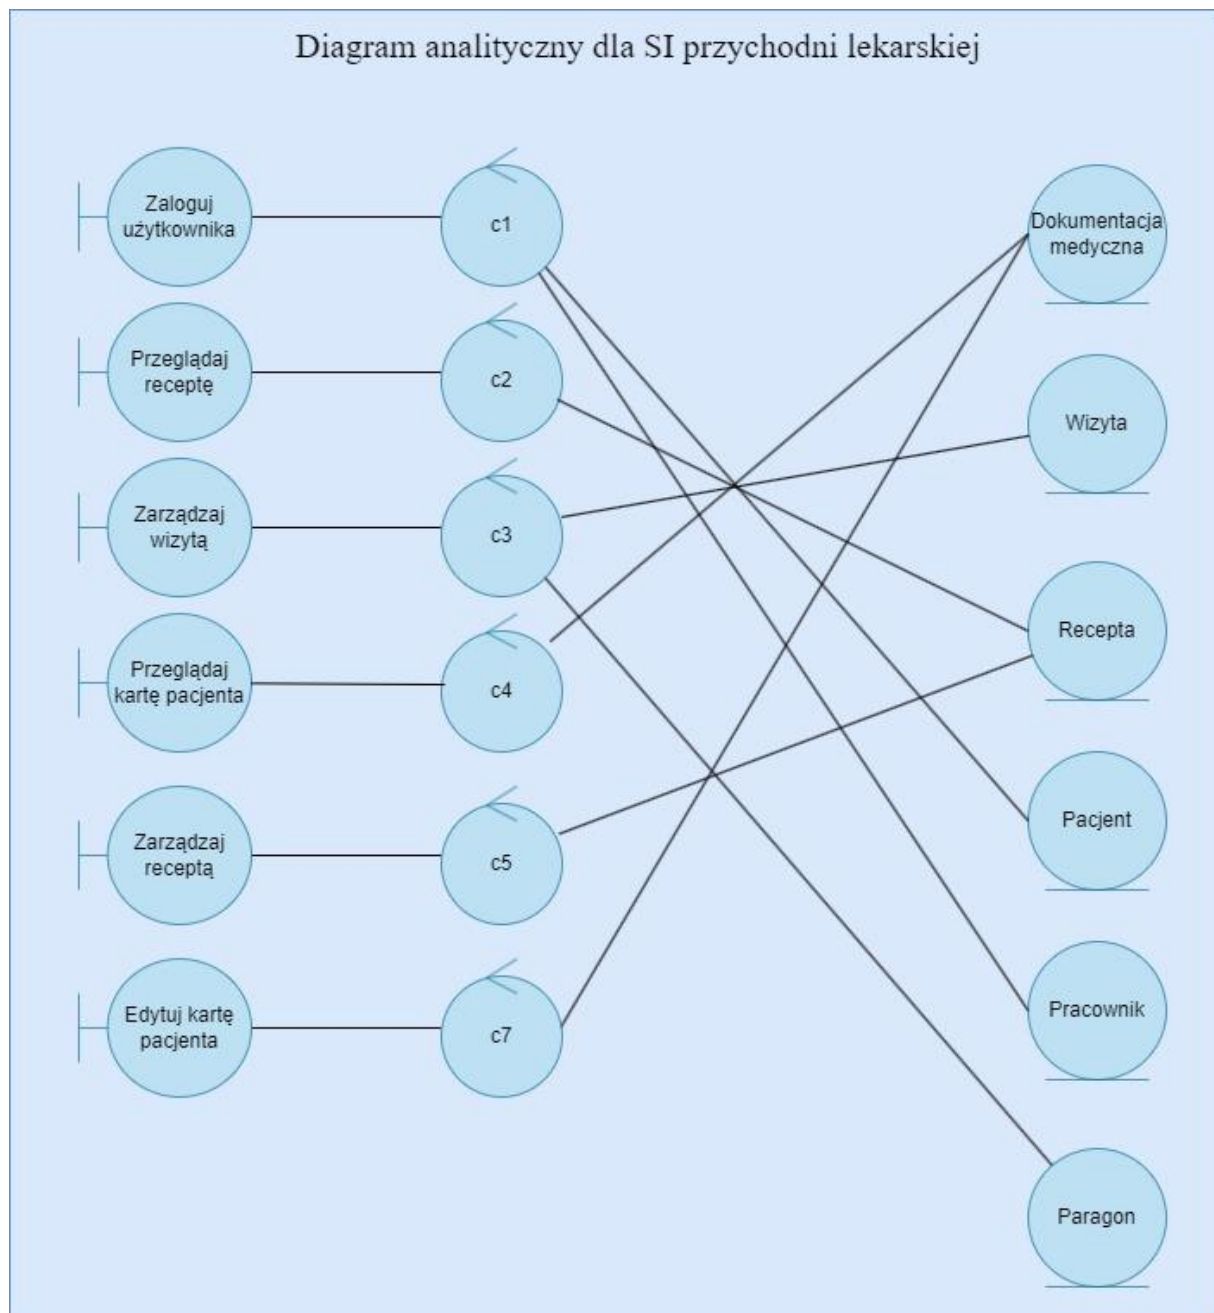 Diagram analityczny dla SI przychodni lekarskiej
Zaloguj
użytkownika
c1
Dokumentacja
medyczna
Przeglądaj
receptę
c2
Wizyta
Zarządzaj
wizytą
c3
Recepta
Przeglądaj
kartę pacjenta
c4
Pacjent
Zarządzaj
receptą
c5
Pracownik
Edytuj kartę
pacjenta
c7
Paragon